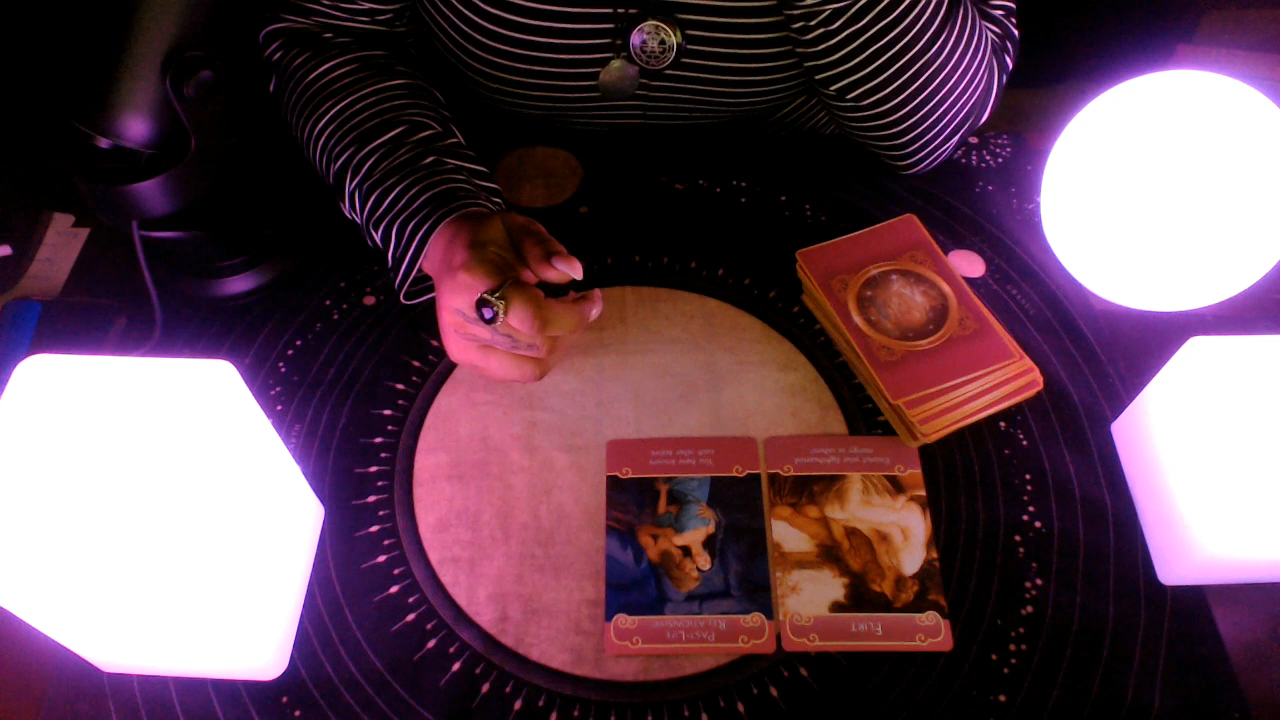 FLIRT
Extend your lighthearted
energy to others!
PAST-LIFE
RELATIONSHIP
You have known
each other before